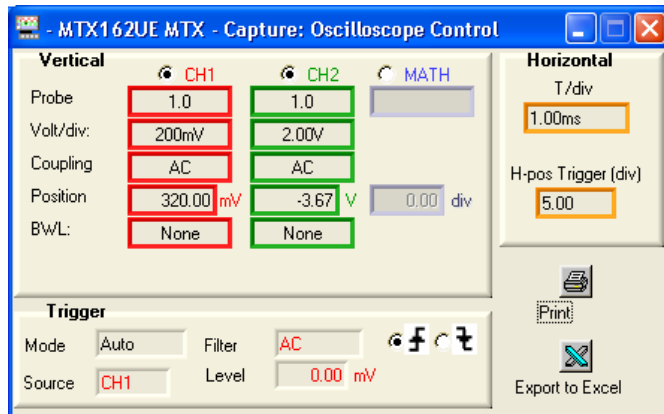 - MTX162UE MTX - Capture: Oscilloscope Control
Vertical
CH1 CH2 MATH
Probe 1.0 1.0
Volt/div: 200mV 2.00V
Coupling AC AC
Position 320.00 mV -3.67 V 0.00 div
BWL: None None
Horizontal
T/div
1.00ms
H-pos Trigger (div)
5.00
Trigger
Mode Auto Filter AC
Source CH1 Level 0.00 mV
Print
Export to Excel